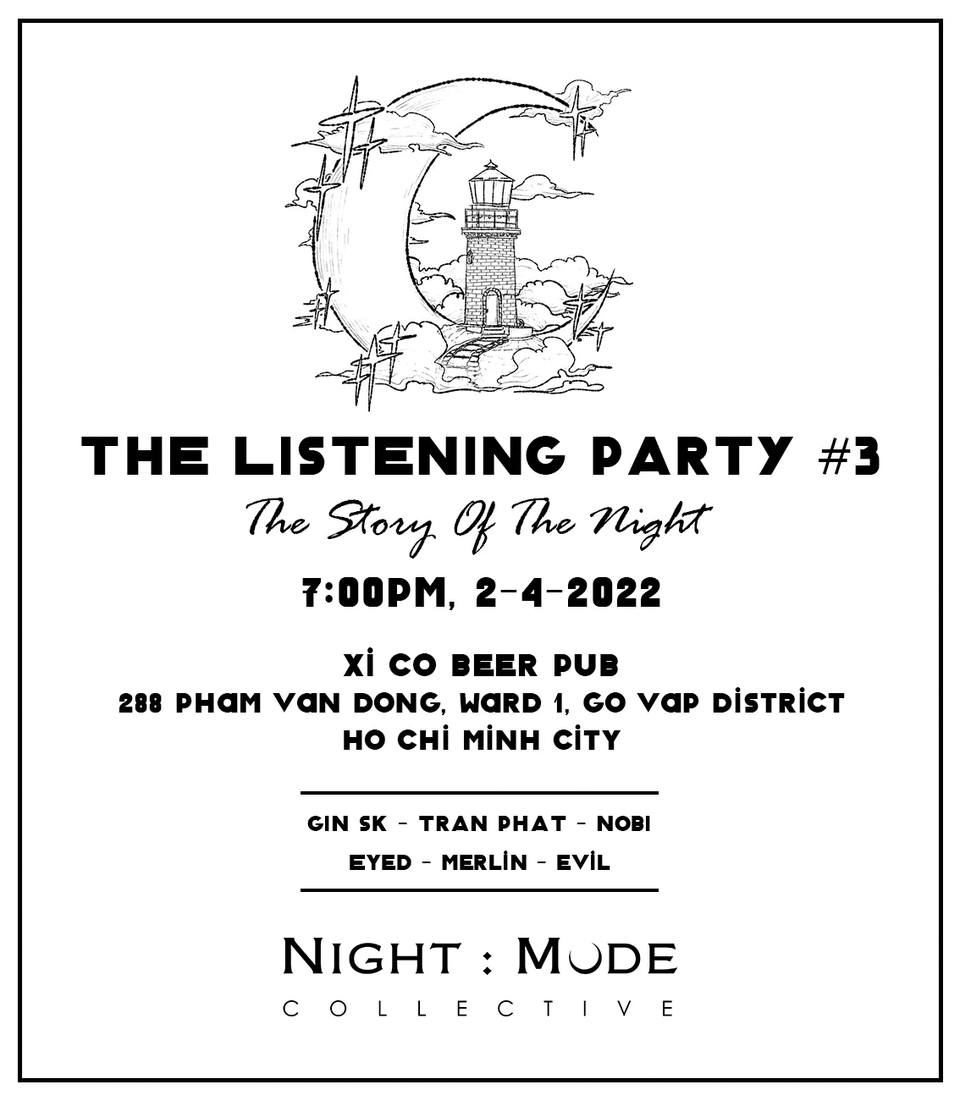 THE LISTENING PARTY #3
The Story Of The Night
7:00PM, 2-4-2022
Xi CO BEER PUB
288 PHaM VaN DONG, WaRD 1, GO VaP DiSTRiCT
HO CHi MiNH CiTY
GIN SK - TRAN PHAT - NOBI
EYED - MERLiN - EViL
NIGHT : MODE
COLLECTIVE